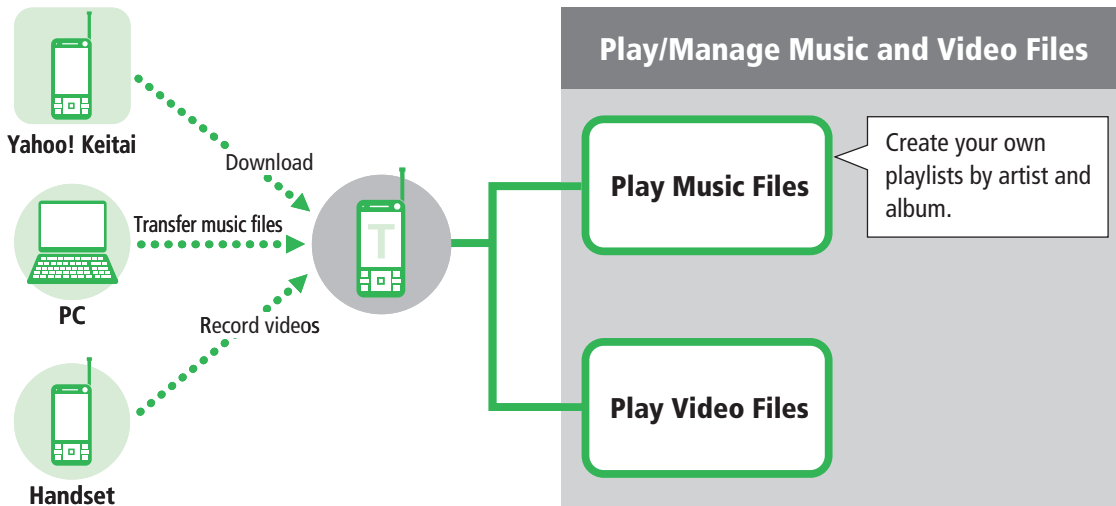 Play/Manage Music and Video Files
Yahoo! Keitai
Download
Create your own
playlists by artist and
album.
Play Music Files
Transfer music files
T
PC
Record videos
Play Video Files
Handset